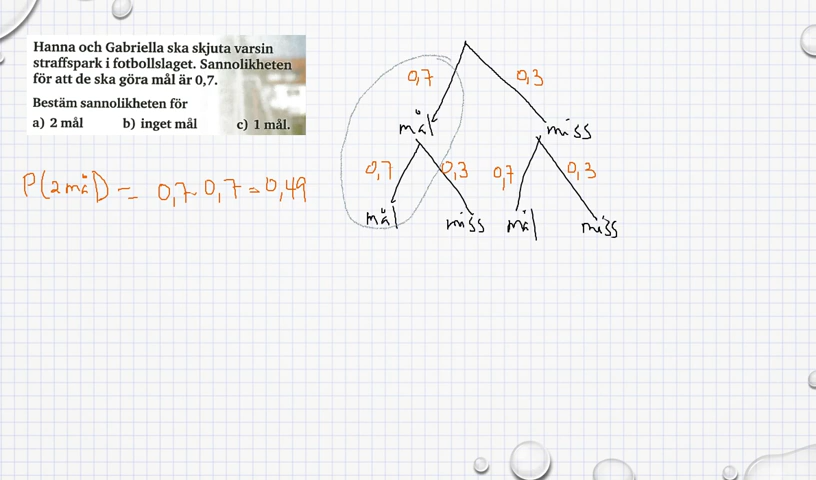 Hanna och Gabriella ska skjuta varsin
straffspark i fotbollslaget. Sannolikheten
för att de ska göra mål är 0,7.
Bestäm sannolikheten för
a) 2 mål b) inget mål c) 1 mål.
P(2mål) = 0,7·0,7=0,49
0,7 0,3
mål miss
0,7 0,3 0,7 0,3
mål miss mål miss